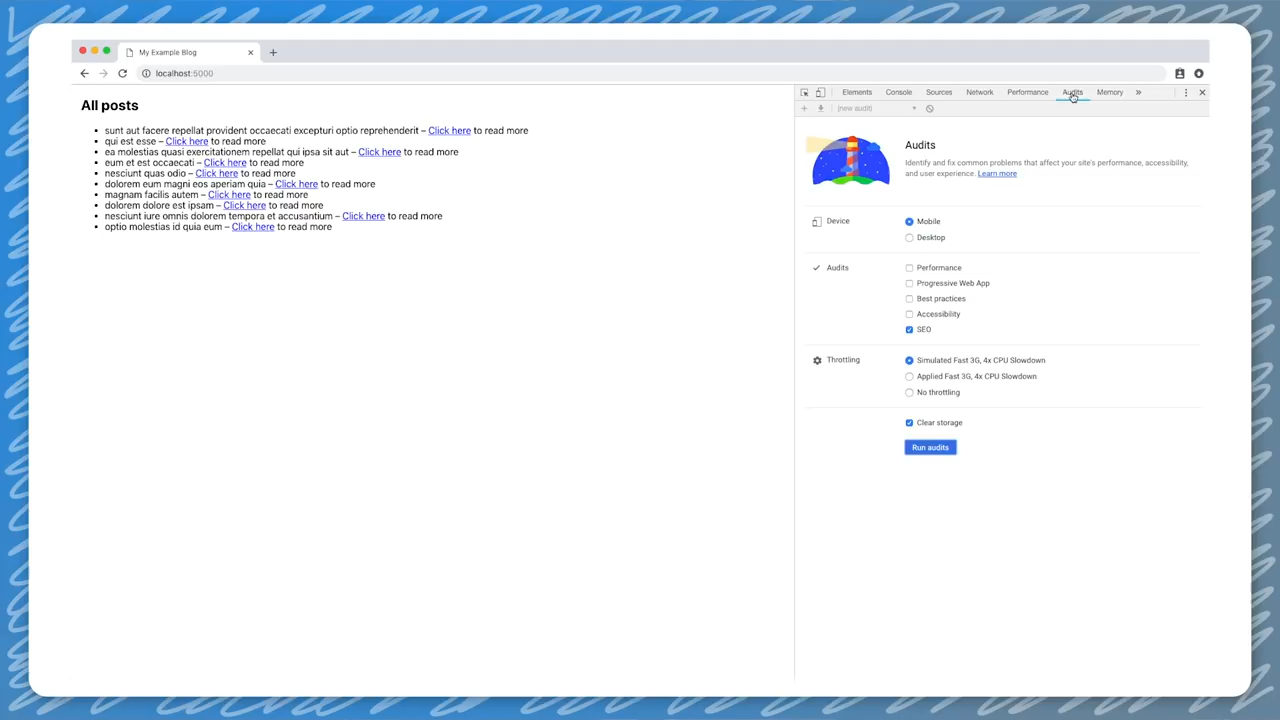 My Example Blog
localhost:5000
All posts
sunt aut facere repellat provident occaecati excepturi optio reprehenderit – Click here to read more
qui est esse – Click here to read more
ea molestias quasi exercitationem repellat qui ipsa sit aut – Click here to read more
eum et est occaecati – Click here to read more
nesciunt quas odio – Click here to read more
dolorem eum magni eos aperiam quia – Click here to read more
magnam facilis autem – Click here to read more
dolorem dolore est ipsam – Click here to read more
nesciunt iure omnis dolorem tempora et accusantium – Click here to read more
optio molestias id quia eum – Click here to read more
Elements Console Sources Network Performance Audits Memory »
(new audit)
Audits
Identify and fix common problems that affect your site's performance, accessibility,
and user experience. Learn more
Device
Mobile
Desktop
Audits
Performance
Progressive Web App
Best practices
Accessibility
SEO
Throttling
Simulated Fast 3G, 4x CPU Slowdown
Applied Fast 3G, 4x CPU Slowdown
No throttling
Clear storage
Run audits